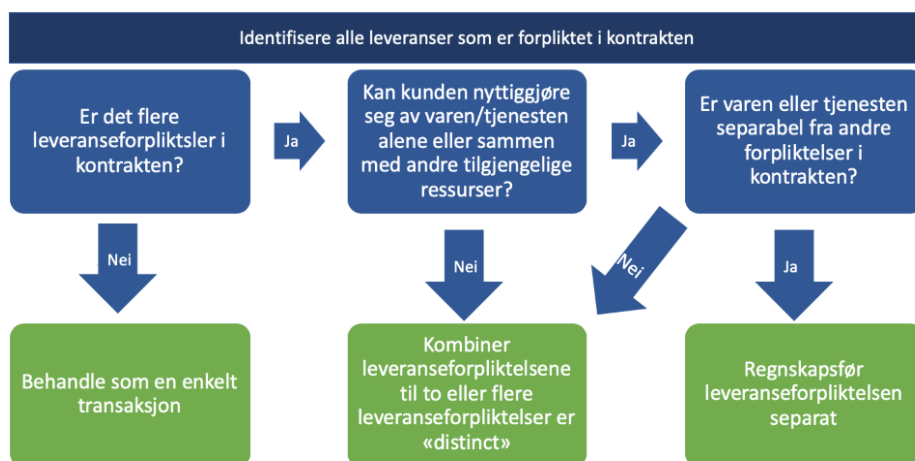 Identifisere alle leveranser som er forpliktet i kontrakten
Er det flere
leveranseforpliktsler i
kontrakten?
Ja
Kan kunden nyttiggjøre
seg av varen/tjenesten
alene eller sammen
med andre tilgjengelige
ressurser?
Ja
Er varen eller tjenesten
separabel fra andre
forpliktelser i
kontrakten?
Nei
Nei
Nei
Ja
Behandle som en enkelt
transaksjon
Kombiner
leveranseforpliktelsene
til to eller flere
leveranseforpliktelser er
«distinct»
Regnskapsfør
leveranseforpliktelsen
separat